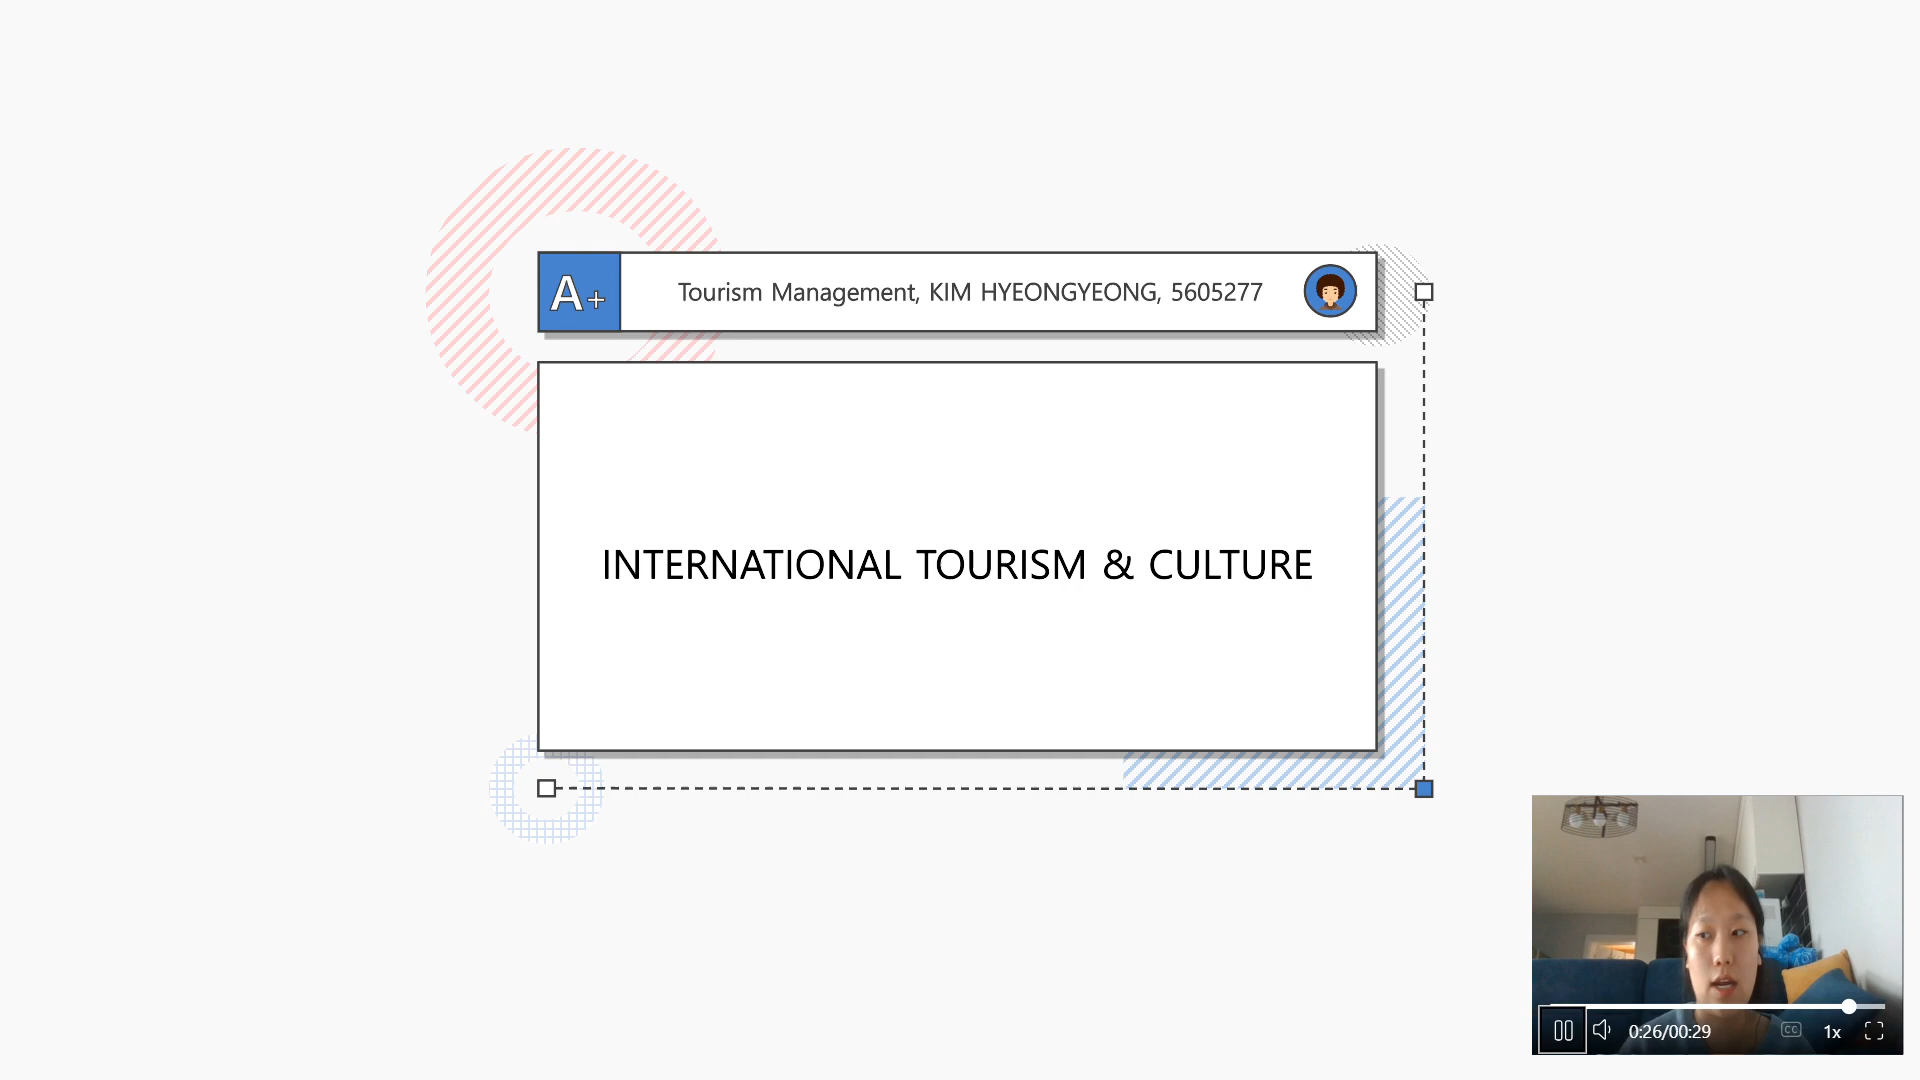 A+
Tourism Management, KIM HYEONGYEONG, 5605277
INTERNATIONAL TOURISM & CULTURE
CC
0:26/00:29
1x